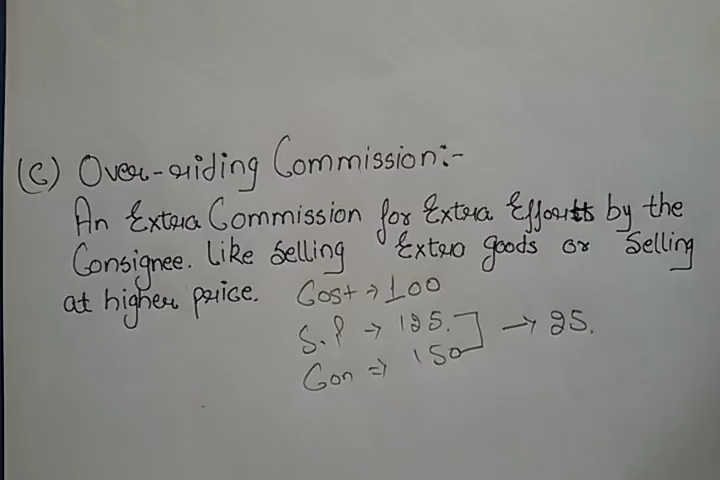 (C) Over-riding Commission:-
An Extra Commission for Extra Efforts by the
Consignee. Like Selling Extra goods or Selling
at higher price. Cost → 100
S.P → 125. → 25.
Con ⇒ 150